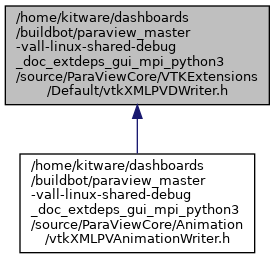 /home/kitware/dashboards
/buildbot/paraview_master
-vall-linux-shared-debug
_doc_extdeps_gui_mpi_python3
/source/ParaViewCore/VTKExtensions
/Default/vtkXMLPVDWriter.h
/home/kitware/dashboards
/buildbot/paraview_master
-vall-linux-shared-debug
_doc_extdeps_gui_mpi_python3
/source/ParaViewCore/Animation
/vtkXMLPVAnimationWriter.h